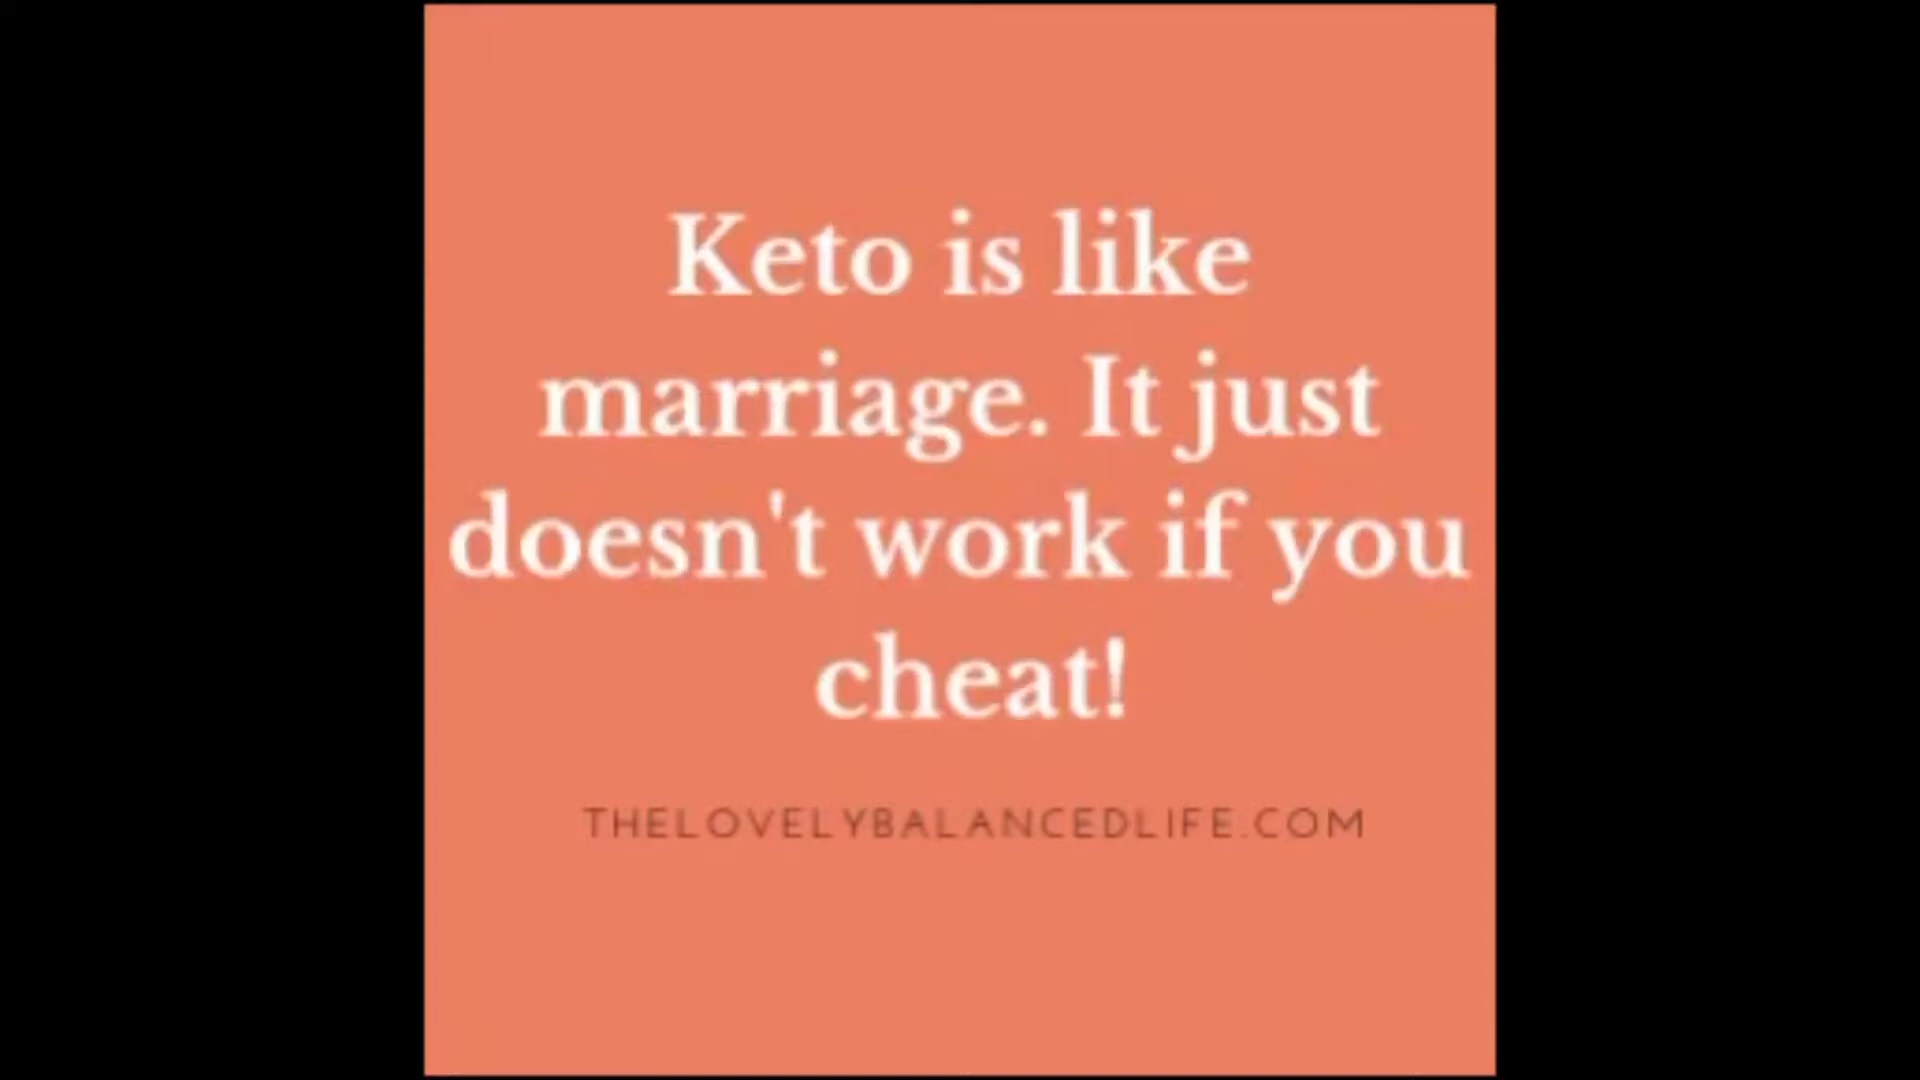 Keto is like
marriage. It just
doesn't work if you
cheat!
THELOVELYBALANCEDLIFE.COM